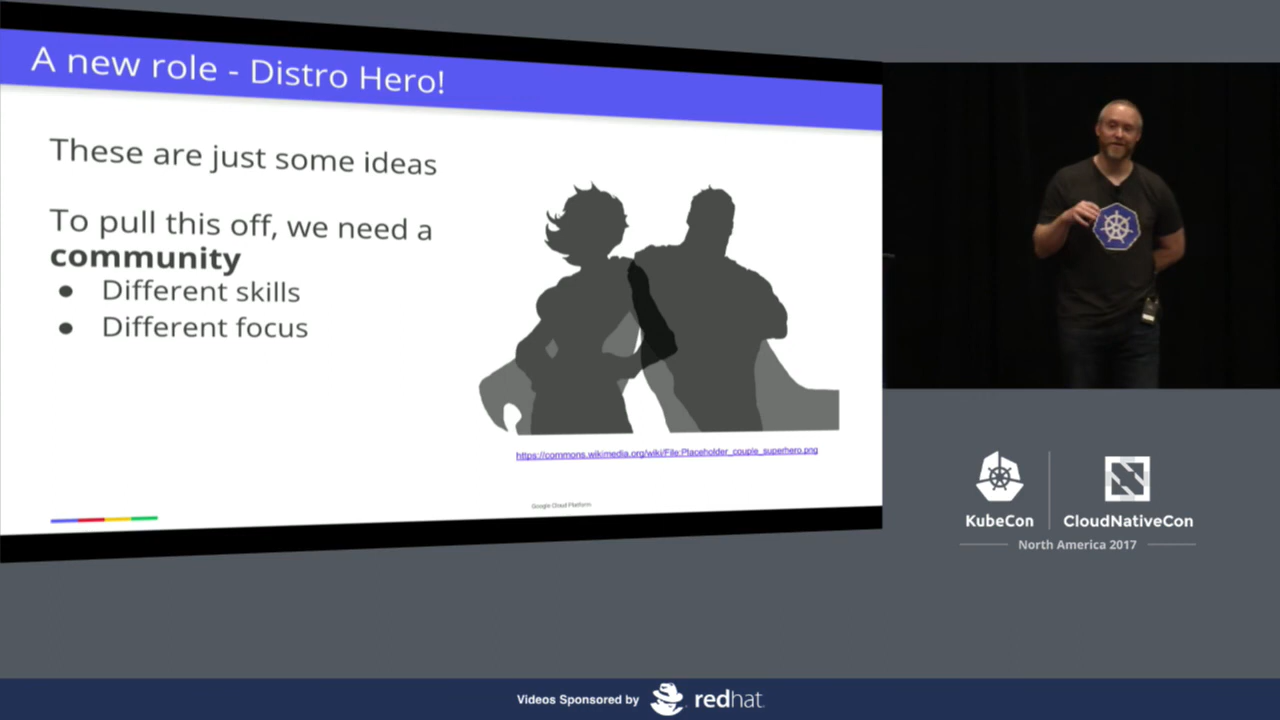 A new role - Distro Hero!
These are just some ideas
To pull this off, we need a
community
● Different skills
● Different focus
https://commons.wikimedia.org/wiki/File:Placeholder_couple_superhero.png
Google Cloud Platform
KubeCon
CloudNativeCon
North America 2017
Videos Sponsored by
redhat.